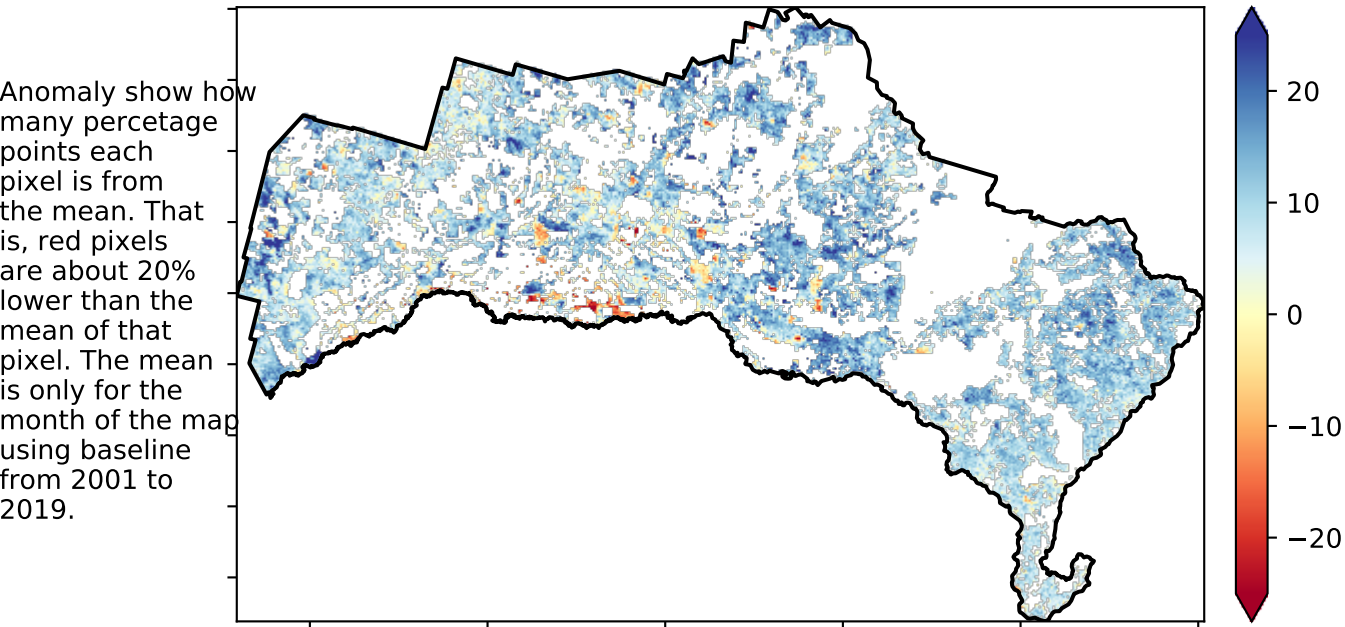 Anomaly show how
many percetage
points each
pixel is from
the mean. That
is, red pixels
are about 20%
lower than the
mean of that
pixel. The mean
is only for the
month of the map
using baseline
from 2001 to
2019.
20
10
0
−10
−20